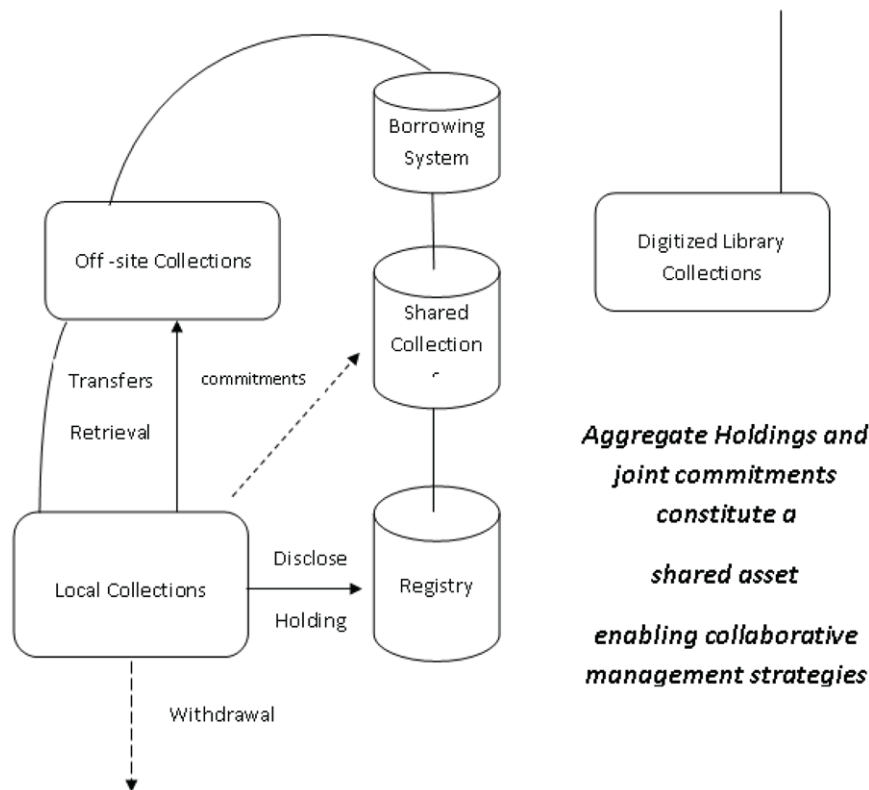 Borrowing
System
Off -site Collections
Digitized Library
Collections
Shared
Collection
Transfers
commitments
Retrieval
Aggregate Holdings and
joint commitments
constitute a
shared asset
enabling collaborative
management strategies
Local Collections
Disclose
Holding
Registry
Withdrawal